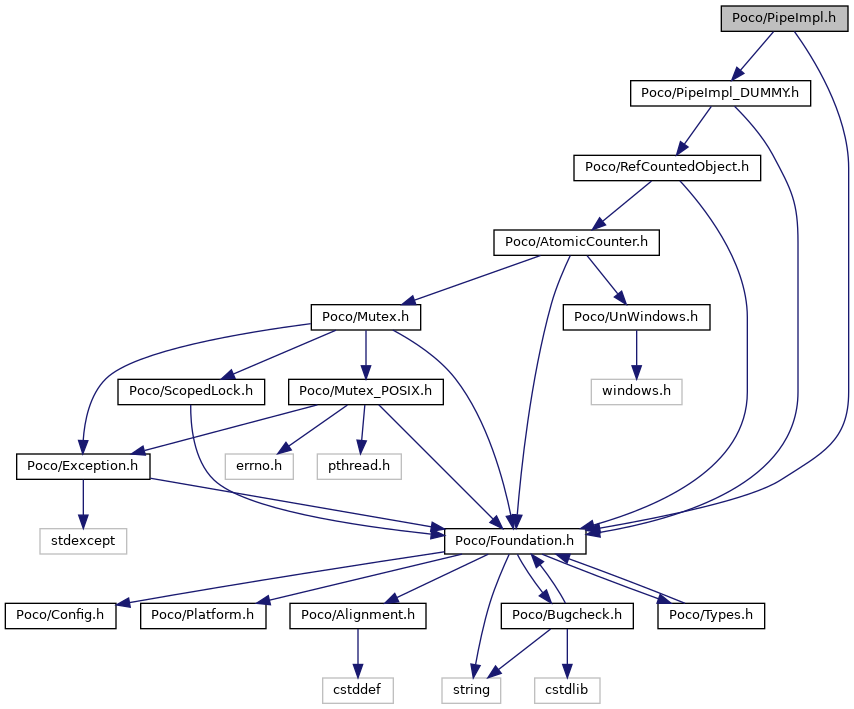 Poco/PipeImpl.h
Poco/PipeImpl_DUMMY.h
Poco/RefCountedObject.h
Poco/AtomicCounter.h
Poco/Mutex.h
Poco/UnWindows.h
Poco/ScopedLock.h
Poco/Mutex_POSIX.h
windows.h
Poco/Exception.h
errno.h
pthread.h
stdexcept
Poco/Foundation.h
Poco/Config.h
Poco/Platform.h
Poco/Alignment.h
Poco/Bugcheck.h
Poco/Types.h
cstddef
string
cstdlib